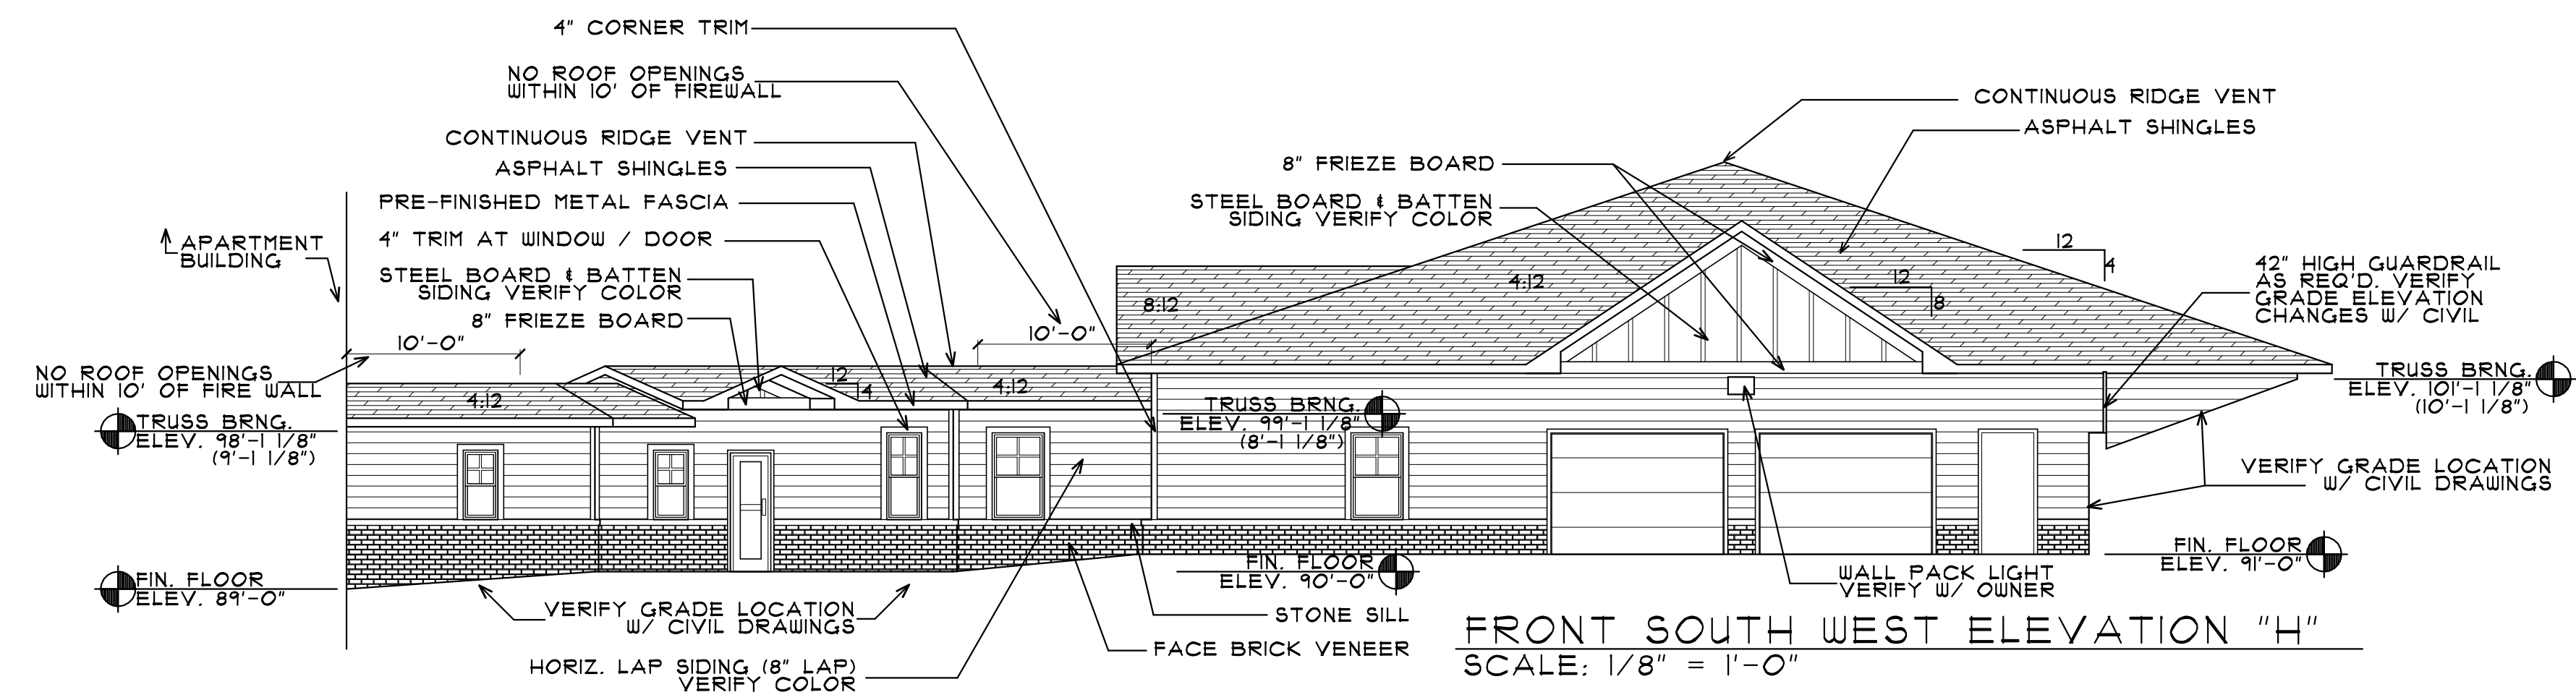 4" CORNER TRIM
NO ROOF OPENINGS
WITHIN 10' OF FIREWALL
CONTINUOUS RIDGE VENT
ASPHALT SHINGLES
PRE-FINISHED METAL FASCIA
4" TRIM AT WINDOW / DOOR
STEEL BOARD & BATTEN
SIDING VERIFY COLOR
8" FRIEZE BOARD
APARTMENT
BUILDING
10'-0"
NO ROOF OPENINGS
WITHIN 10' OF FIRE WALL
TRUSS BRNG.
ELEV. 98'-1 1/8"
(9'-1 1/8")
FIN. FLOOR
ELEV. 89'-0"
4:12
12
4
4:12
10'-0"
VERIFY GRADE LOCATION
W/ CIVIL DRAWINGS
HORIZ. LAP SIDING (8" LAP)
VERIFY COLOR
8" FRIEZE BOARD
STEEL BOARD & BATTEN
SIDING VERIFY COLOR
CONTINUOUS RIDGE VENT
ASPHALT SHINGLES
8:12
4:12
12
8
12
4
42" HIGH GUARDRAIL
AS REQ'D. VERIFY
GRADE ELEVATION
CHANGES W/ CIVIL
TRUSS BRNG.
ELEV. 99'-1 1/8"
(8'-1 1/8")
TRUSS BRNG.
ELEV. 101'-1 1/8"
(10'-1 1/8")
VERIFY GRADE LOCATION
W/ CIVIL DRAWINGS
FIN. FLOOR
ELEV. 90'-0"
FIN. FLOOR
ELEV. 91'-0"
WALL PACK LIGHT
VERIFY W/ OWNER
STONE SILL
FACE BRICK VENEER
FRONT SOUTH WEST ELEVATION "H"
SCALE: 1/8" = 1'-0"